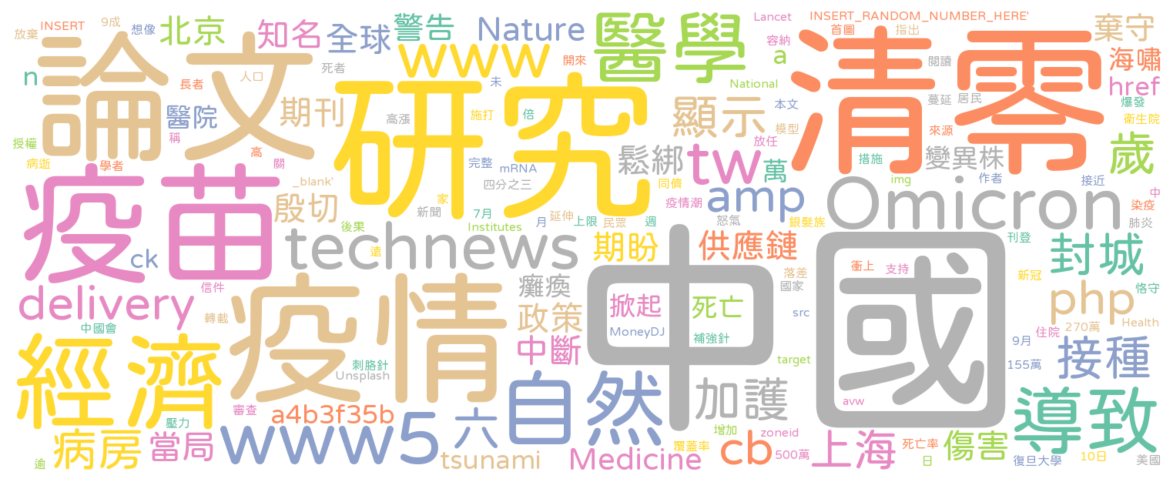 放棄 INSERT 9成 想像 北京 知名 全球 警告 Nature Lancet INSERT_RANDOM_NUMBER_HERE' 棄守
論文 www 醫學 容納 a 首圖 指出 清零 海嘯
n 死者 開來 未 National 閱讀 href
長者 人口 研究 蔓延 居民 爆發
醫院 期刊 高漲 施打 倍 顯示 本文 模型 衛生院
授權 稱 放任 來源 歲
病逝 學者 高 關 完整 mRNA 鬆綁 tw 萬 措施 變異株
疫苗 _blank' 四分之三 同儕 amp img 作者 接近
殷切 家 新聞 7月 疫情潮 Omicron 中 染疫
後果 Institutes 月 延伸 上限 民眾 週 怒氣 銀髮族 肺炎
ck technews 遠 期盼 中國 供應鏈 刊登 封城
信件 癱瘓 落差 衝上 支持 新冠 恪守
delivery 疫情 國家 php
轉載 政策 掀起 死亡 src 270萬 Health
中國會 MoneyDJ 補強針 9月 住院
經濟 刺胳針 中斷 target 155萬 接種
Unsplash 自然 加護 avw 導致
審查 a4b3f35b
壓力 www5 六 增加 zoneid 死亡率 傷害
病房 當局 tsunami 覆蓋率 cb 上海
逾 Medicine 500萬 日 復旦大學 10日 美國